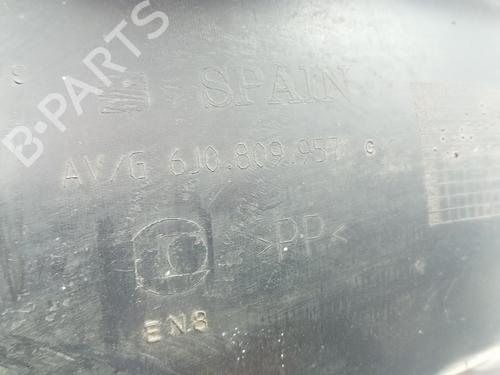 B-PARTS
S
SPAIN
AV/G 6J0.809.957 C
>PP<
EN8